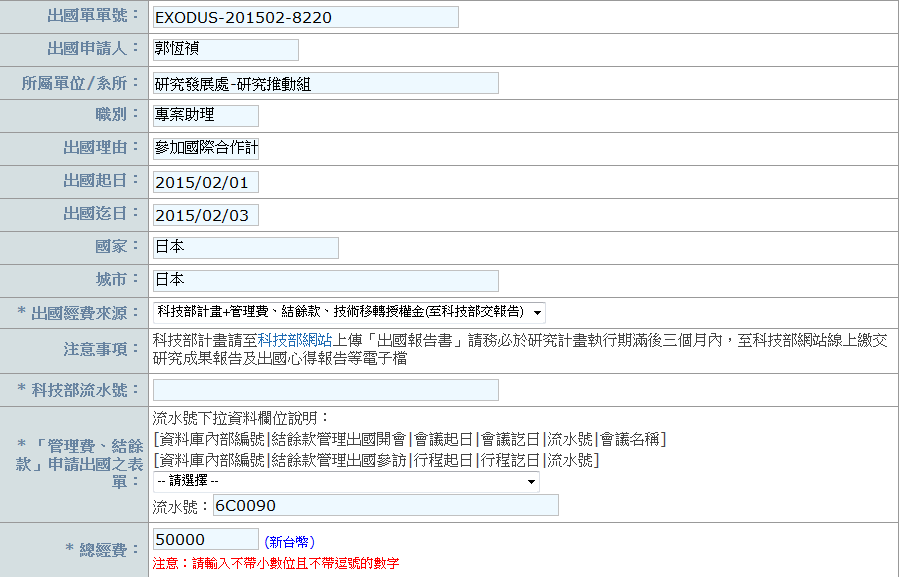 出國單單號： EXODUS-201502-8220
出國申請人： 郭恆禎
所屬單位/系所： 研究發展處-研究推動組
職別： 專案助理
出國理由： 參加國際合作計
出國起日： 2015/02/01
出國迄日： 2015/02/03
國家： 日本
城市： 日本
* 出國經費來源： 科技部計畫+管理費、結餘款、技術移轉授權金(至科技部交報告)
注意事項： 科技部計畫請至科技部網站上傳「出國報告書」請務必於研究計畫執行期滿後三個月內，至科技部網站線上繳交
研究成果報告及出國心得報告等電子檔
* 科技部流水號：
* 「管理費、結餘
款」申請出國之表
單：
流水號下拉資料欄位說明：
[資料庫內部編號|結餘款管理出國開會|會議起日|會議訖日|流水號|會議名稱]
[資料庫內部編號|結餘款管理出國參訪|行程起日|行程訖日|流水號]
-- 請選擇 --
流水號： 6C0090
* 總經費： 50000 (新台幣)
注意：請輸入不帶小數位且不帶逗號的數字